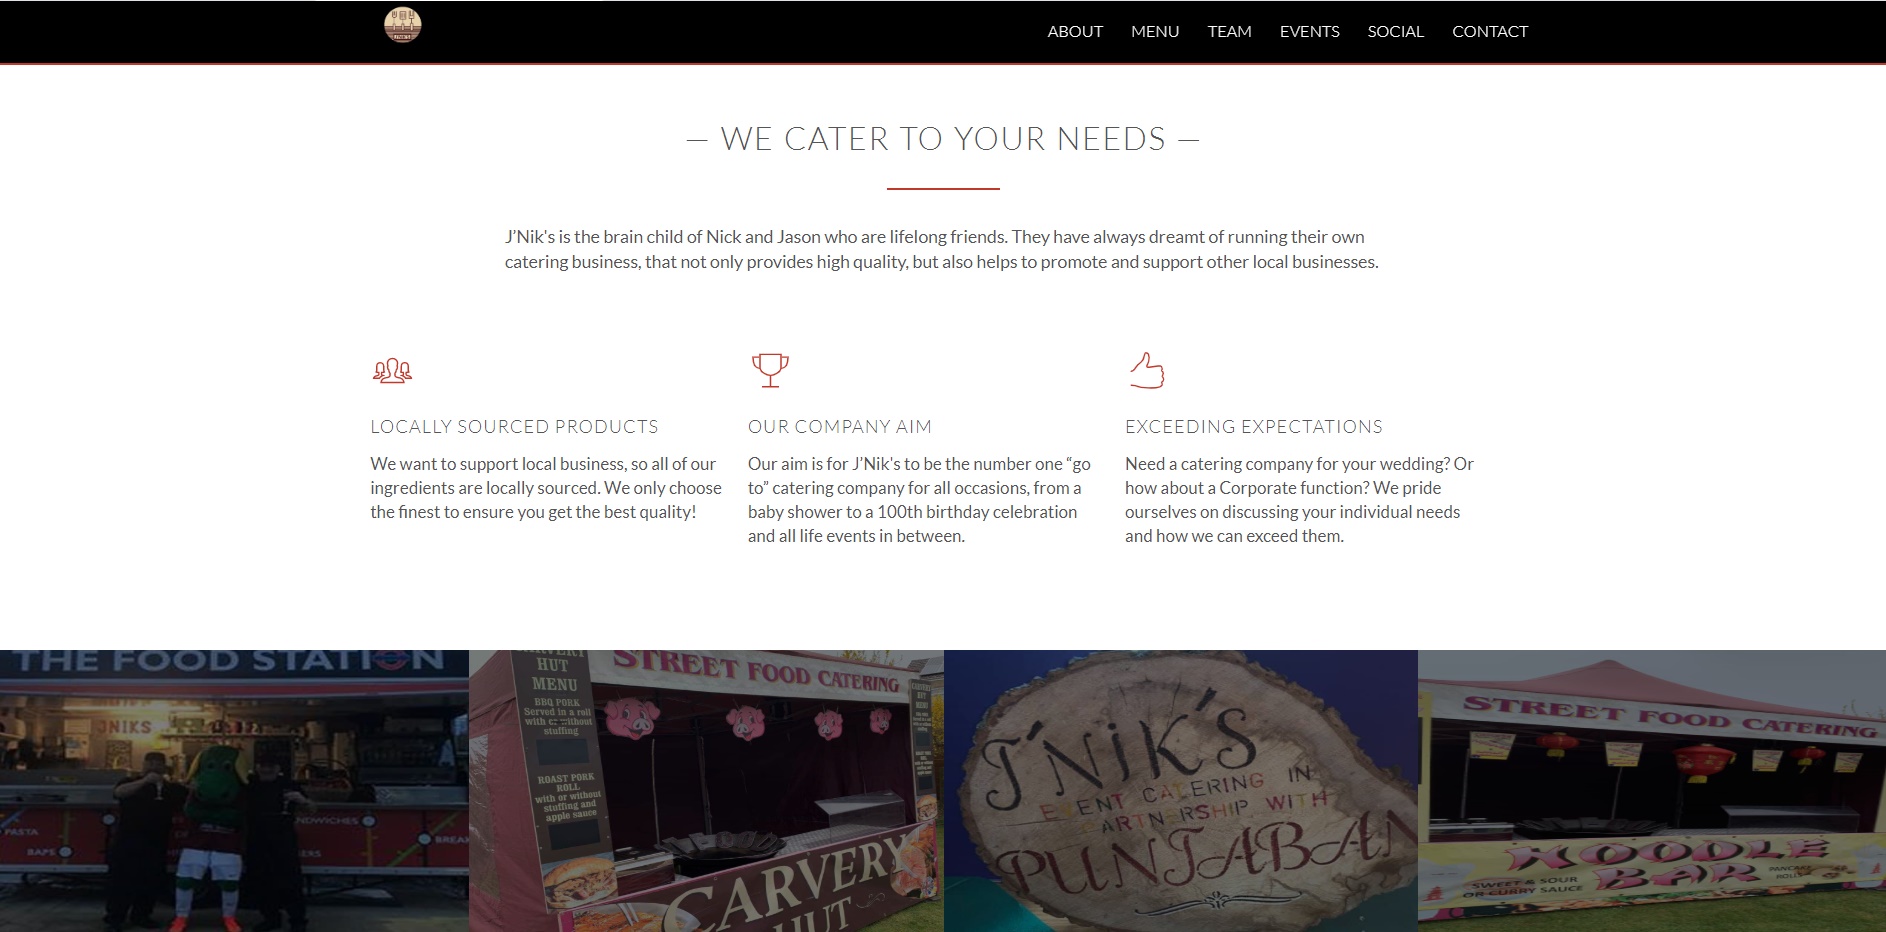 J'NIK'S
ABOUT MENU TEAM EVENTS SOCIAL CONTACT
— WE CATER TO YOUR NEEDS —
J’Nik's is the brain child of Nick and Jason who are lifelong friends. They have always dreamt of running their own
catering business, that not only provides high quality, but also helps to promote and support other local businesses.
LOCALLY SOURCED PRODUCTS
We want to support local business, so all of our
ingredients are locally sourced. We only choose
the finest to ensure you get the best quality!
OUR COMPANY AIM
Our aim is for J’Nik's to be the number one “go
to” catering company for all occasions, from a
baby shower to a 100th birthday celebration
and all life events in between.
EXCEEDING EXPECTATIONS
Need a catering company for your wedding? Or
how about a Corporate function? We pride
ourselves on discussing your individual needs
and how we can exceed them.
THE FOOD STATION
JNIKS
PASTA
BAPS
NDWICHES
ERS
BREAK
CARVERY
HUT
MENU
BBQ PORK
Served in a roll
with or without
stuffing
ROAST PORK
ROLL
with or without
stuffing and
apple sauce
STREET FOOD CATERING
CARVERY
HUT
J'NiK'S
EVENT CATERING IN
PARTNERSHIP WITH
PUNJABAN
STREET FOOD CATERING
NOODLE
BAR
SWEET & SOUR
OR CURRY SAUCE
PANCAKE
ROLLS